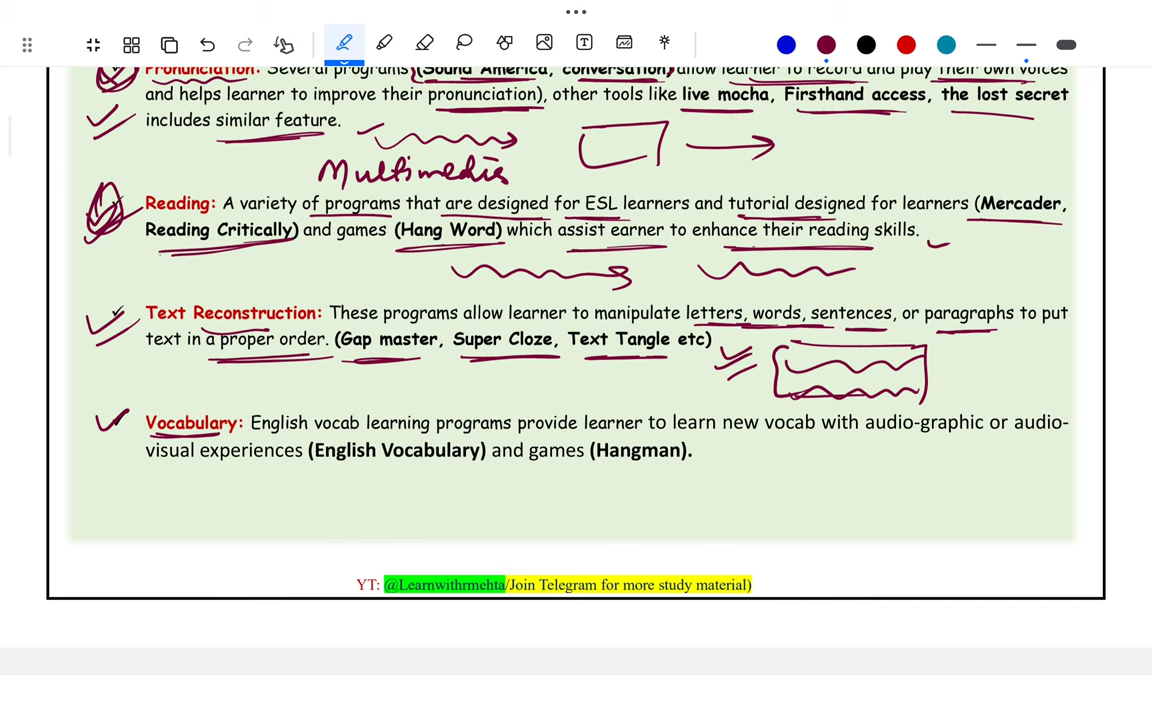 Pronunciation: Several programs (Sound America, conversation, allow learner to record and play their own voices
and helps learner to improve their pronunciation), other tools like live mocha, Firsthand access, the lost secret
includes similar feature.
Multimedia
Reading: A variety of programs that are designed for ESL learners and tutorial designed for learners (Mercader,
Reading Critically) and games (Hang Word) which assist earner to enhance their reading skills.
Text Reconstruction: These programs allow learner to manipulate letters, words, sentences, or paragraphs to put
text in a proper order. (Gap master, Super Cloze, Text Tangle etc)
Vocabulary: English vocab learning programs provide learner to learn new vocab with audio-graphic or audio-
visual experiences (English Vocabulary) and games (Hangman).
YT: @Learnwithrmehta/Join Telegram for more study material)